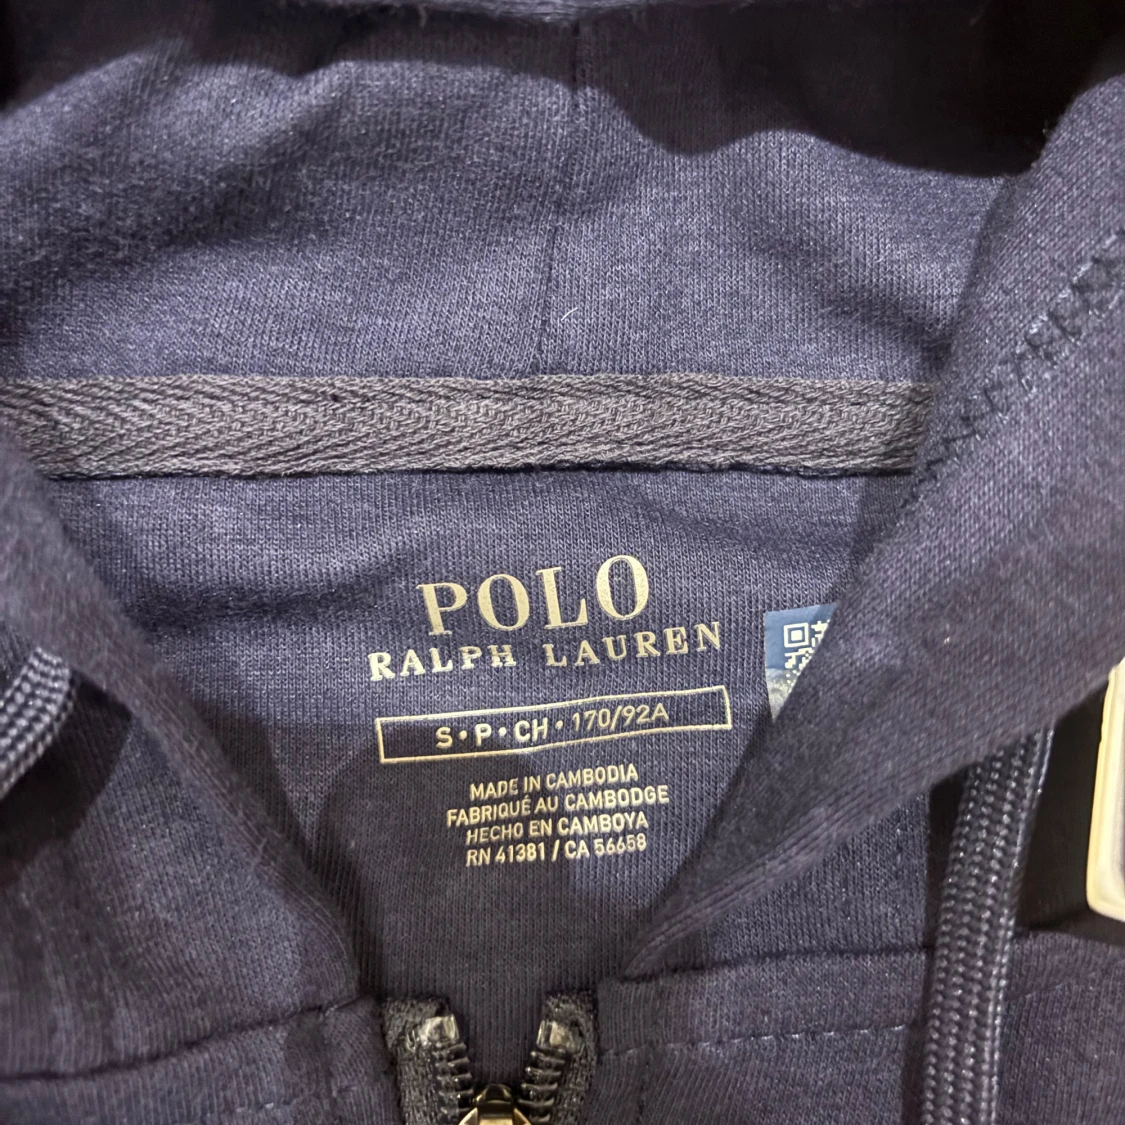 POLO
RALPH LAUREN
S • P • CH • 170/92A
MADE IN CAMBODIA
FABRIQUÉ AU CAMBODGE
HECHO EN CAMBOYA
RN 41381 / CA 56658